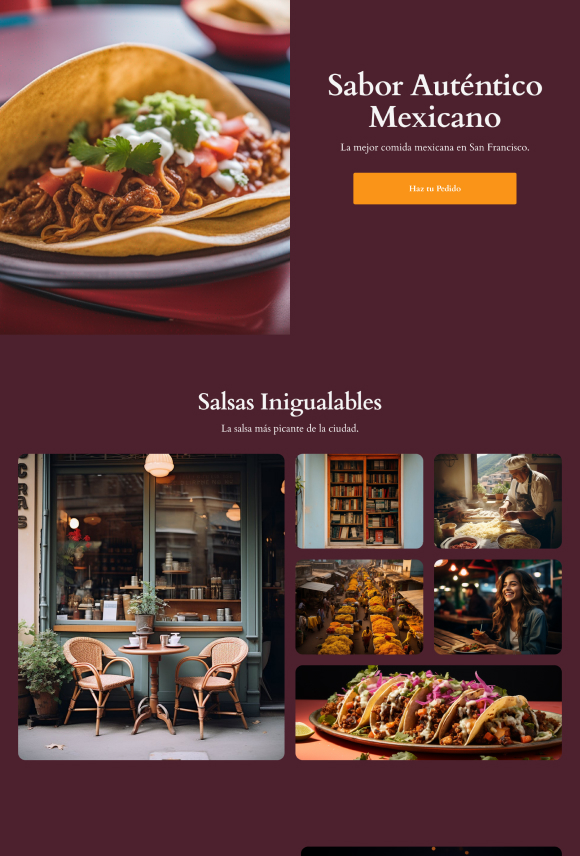 Sabor Auténtico
Mexicano
La mejor comida mexicana en San Francisco.
Haz tu Pedido
Salsas Inigualables
La salsa más picante de la ciudad.